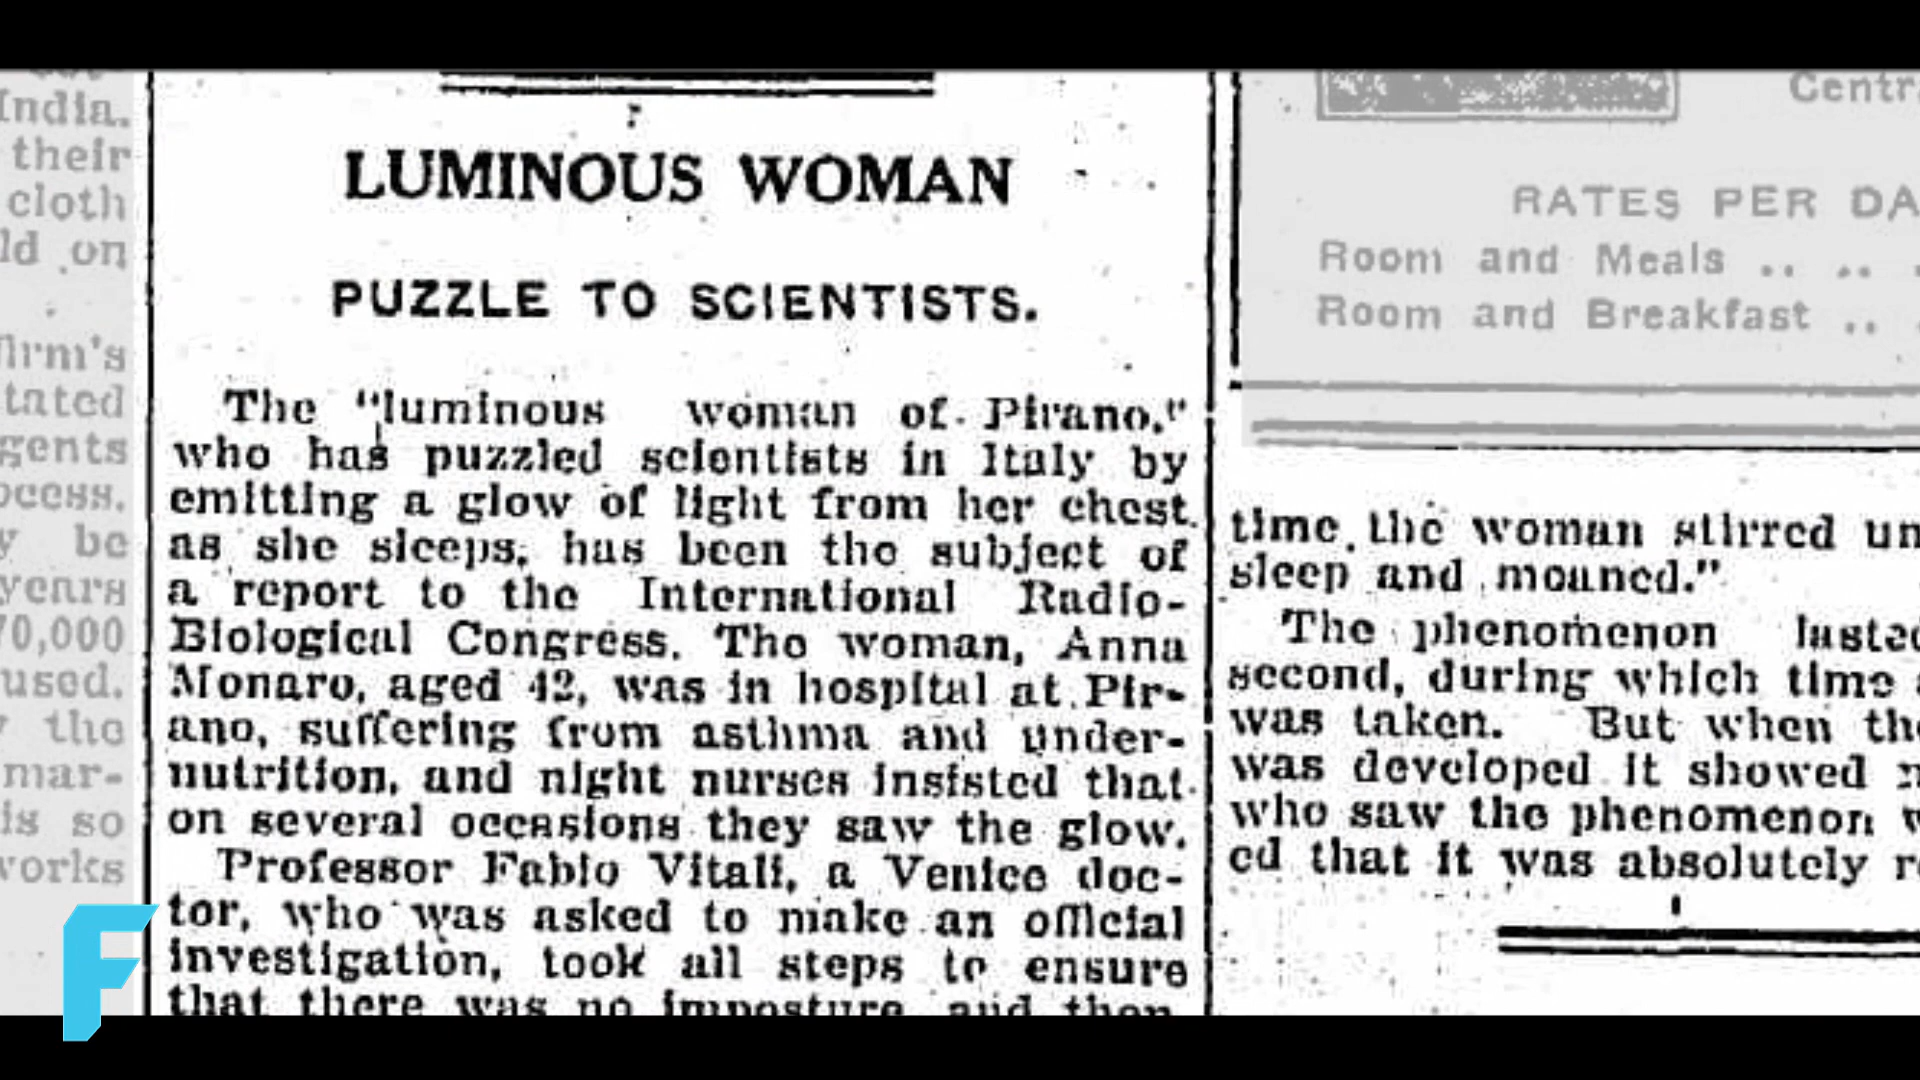 India.
their
cloth
ld on
firm's
tated
gents
ocess.
y be
years
70,000
used.
the
mar-
is so
works
LUMINOUS WOMAN
PUZZLE TO SCIENTISTS.
The "luminous woman of Pirano,"
who has puzzled scientists in Italy by
emitting a glow of light from her chest
as she sleeps, has been the subject of
a report to the International Radio-
Biological Congress. The woman, Anna
Monaro, aged 42, was in hospital at Pir-
ano, suffering from asthma and under-
nutrition, and night nurses insisted that
on several occasions they saw the glow.
Professor Fabio Vitali, a Venice doc-
tor, who was asked to make an official
investigation, took all steps to ensure
that there was no imposture, and then
Centr
RATES PER DA
Room and Meals .. ..
Room and Breakfast ..
time the woman stirred un
sleep and moaned."
The phenomenon lasted
second, during which time
was taken. But when the
was developed it showed
who saw the phenomenon
ed that it was absolutely re
F